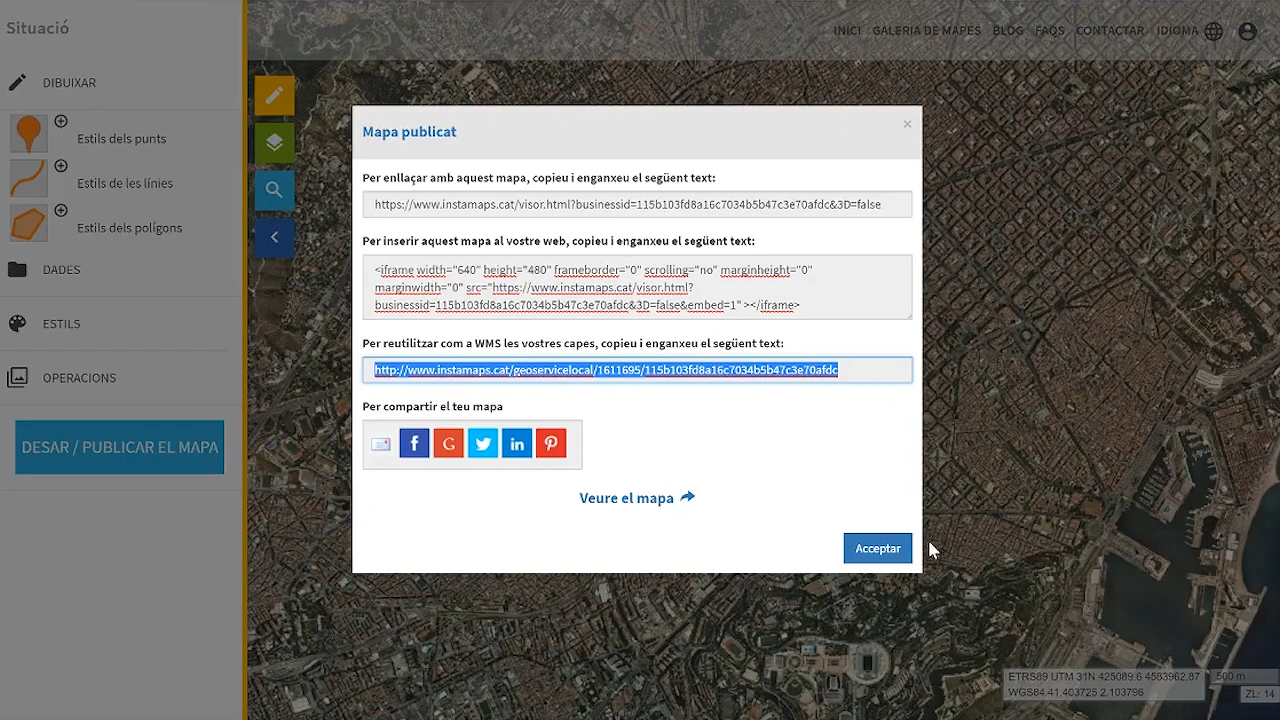 Situació
INICI GALERIA DE MAPES BLOG FAQS CONTACTAR IDIOMA
DIBUIXAR
Estils dels punts
Estils de les línies
Estils dels polígons
DADES
ESTILS
OPERACIONS
DESAR / PUBLICAR EL MAPA
Mapa publicat
×
Per enllaçar amb aquest mapa, copieu i enganxeu el següent text:
https://www.instamaps.cat/visor.html?businessid=115b103fd8a16c7034b5b47c3e70afdc&3D=false
Per inserir aquest mapa al vostre web, copieu i enganxeu el següent text:
<iframe width="640" height="480" frameborder="0" scrolling="no" marginheight="0"
marginwidth="0" src="https://www.instamaps.cat/visor.html?
businessid=115b103fd8a16c7034b5b47c3e70afdc&3D=false&embed=1" ></iframe>
Per reutilitzar com a WMS les vostres capes, copieu i enganxeu el següent text:
http://www.instamaps.cat/geoservicelocal/1611695/115b103fd8a16c7034b5b47c3e70afdc
Per compartir el teu mapa
f G in
Veure el mapa
Acceptar
ETRS89 UTM 31N 425089.6 4583962.87
WGS84 41.403725 2.103796
500 m
ZL: 14